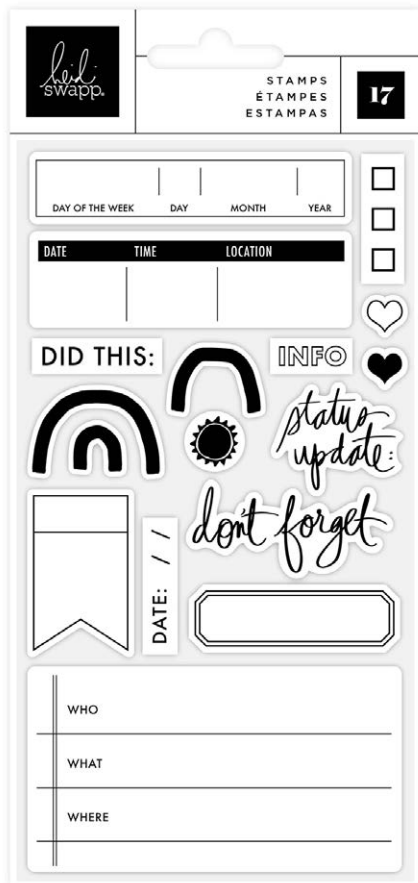 heidi
swapp.
STAMPS
ÉTAMPES
ESTAMPAS
17
DAY OF THE WEEK DAY MONTH YEAR
DATE TIME LOCATION
DID THIS:
INFO
status
update:
don't forget
DATE: / /
WHO
WHAT
WHERE